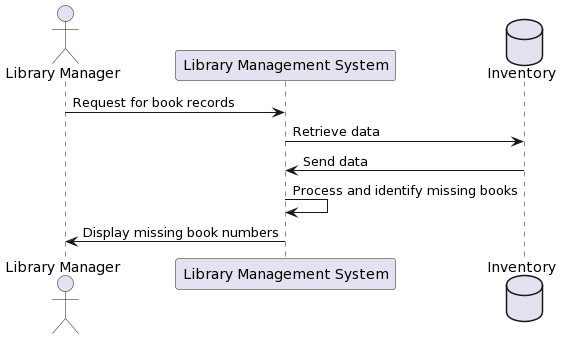 Library Manager
Library Management System
Inventory
Request for book records
Retrieve data
Send data
Process and identify missing books
Display missing book numbers
Library Manager
Library Management System
Inventory